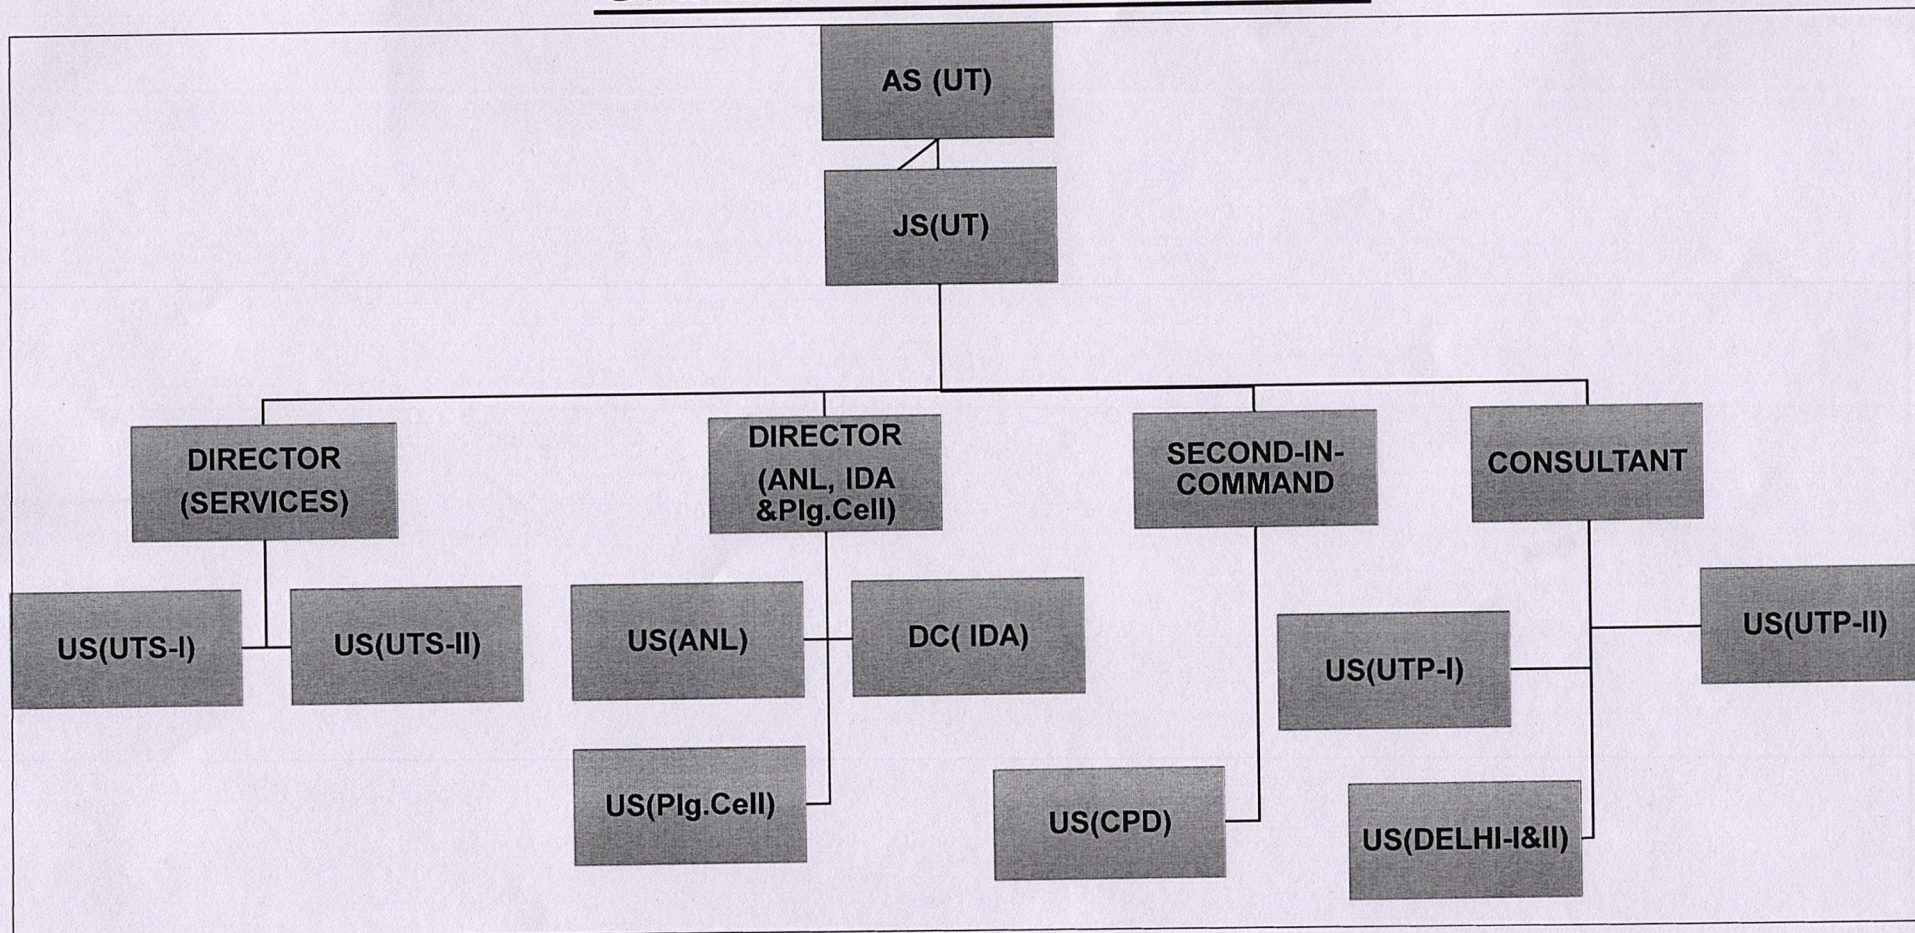 AS (UT)
JS(UT)
DIRECTOR
(SERVICES)
DIRECTOR
(ANL, IDA
&Plg.Cell)
SECOND-IN-
COMMAND
CONSULTANT
US(UTS-I)
US(UTS-II)
US(ANL)
DC( IDA)
US(UTP-I)
US(UTP-II)
US(Plg.Cell)
US(CPD)
US(DELHI-I&II)